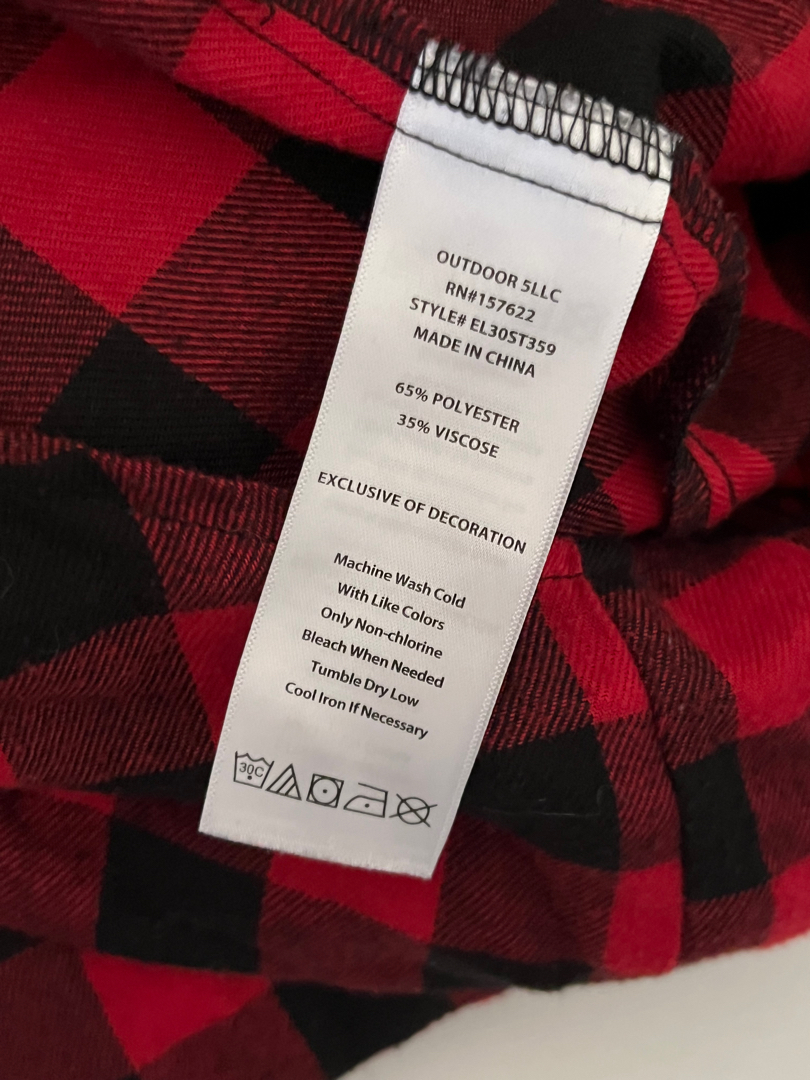 OUTDOOR 5LLC
RN#157622
STYLE# EL30ST359
MADE IN CHINA
65% POLYESTER
35% VISCOSE
EXCLUSIVE OF DECORATION
Machine Wash Cold
With Like Colors
Only Non-chlorine
Bleach When Needed
Tumble Dry Low
Cool Iron If Necessary
30C